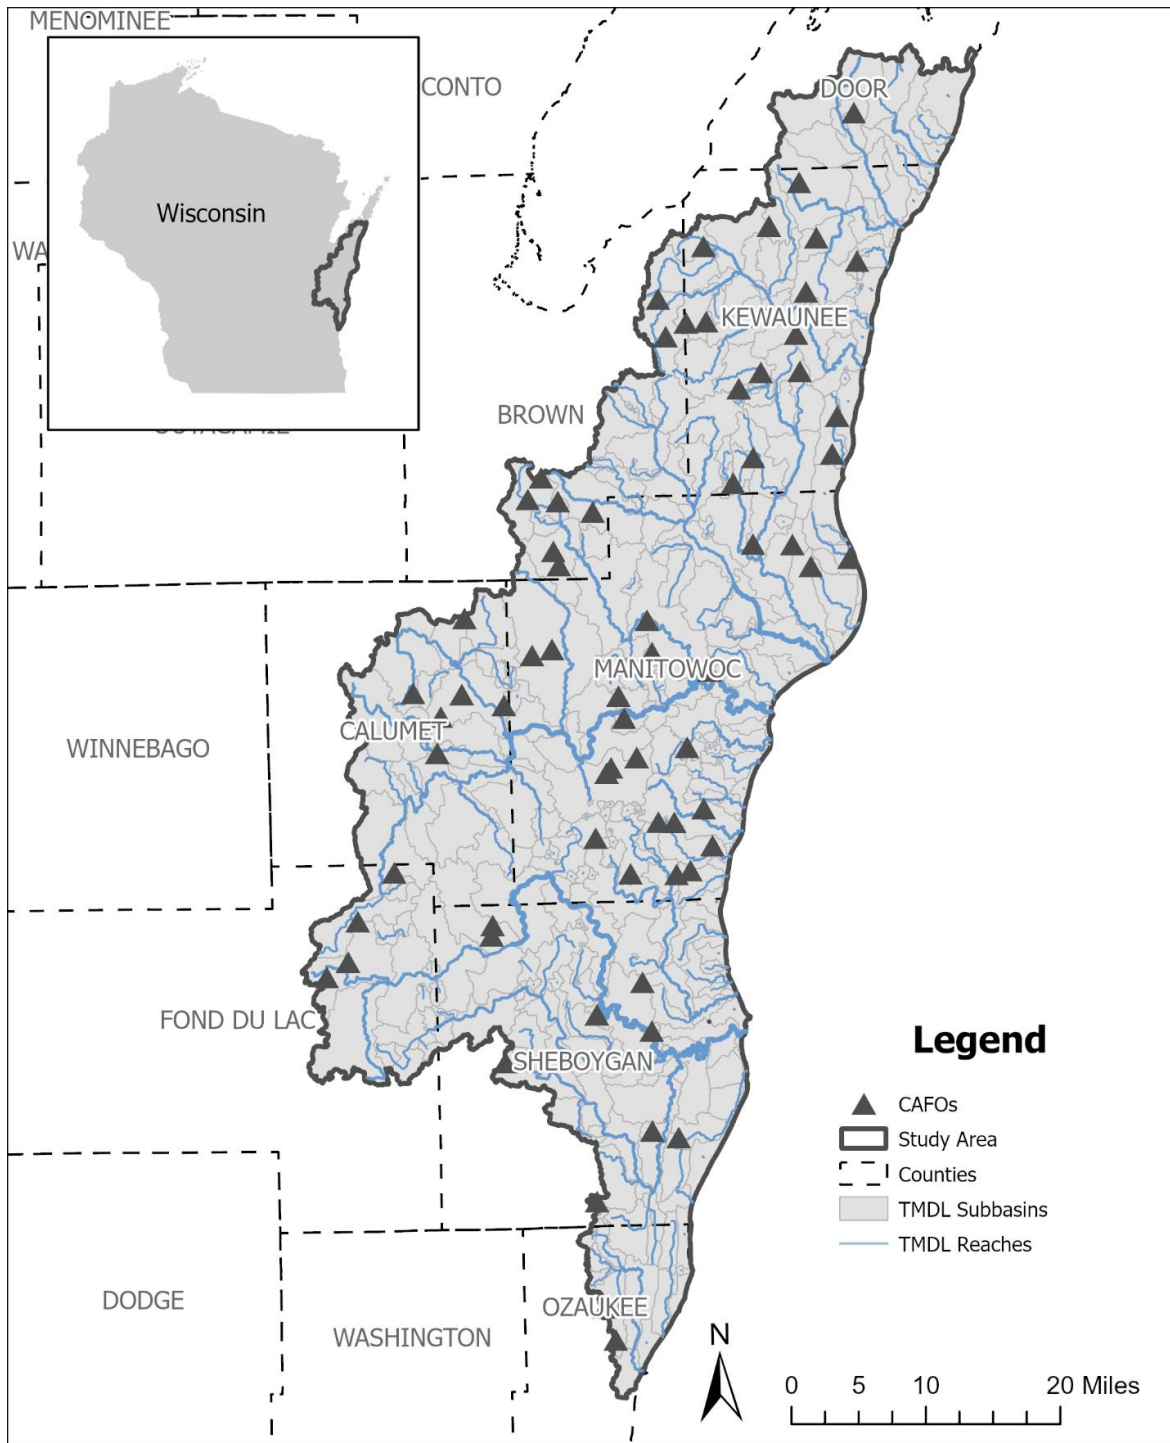 MENOMINEE
CONTO
DOOR
Wisconsin
WA
KEWAUNEE
BROWN
MANITOWOC
CALUMET
WINNEBAGO
FOND DU LAC
SHEBOYGAN
Legend
CAFOs
Study Area
Counties
TMDL Subbasins
TMDL Reaches
DODGE
OZAUKEE
WASHINGTON
N
0 5 10 20 Miles